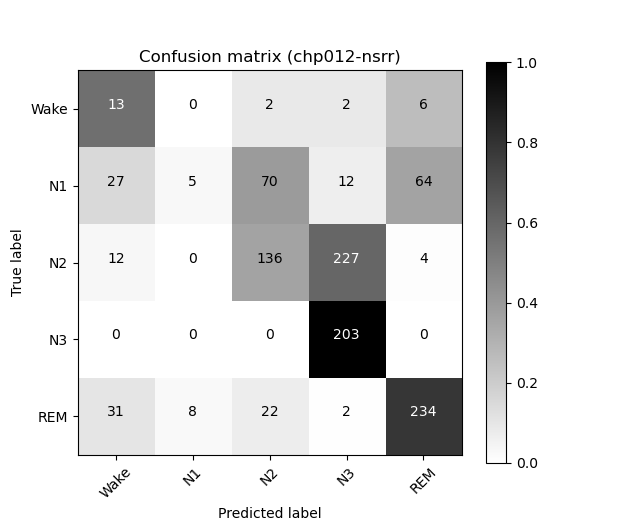 Confusion matrix (chp012-nsrr)
Wake 13 0 2 2 6
N1 27 5 70 12 64
N2 12 0 136 227 4
N3 0 0 0 203 0
REM 31 8 22 2 234
Wake N1 N2 N3 REM
True label
Predicted label
1.0
0.8
0.6
0.4
0.2
0.0